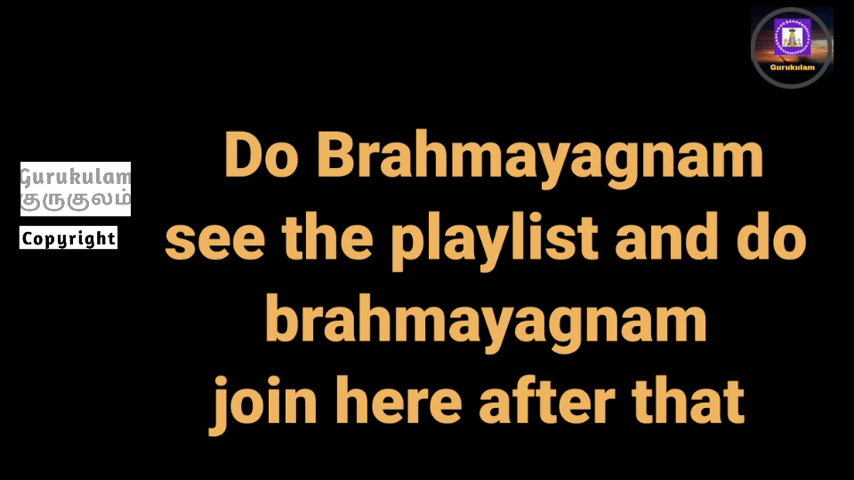 Gurukulam
Gurukulam
குருகுலம்
Copyright
Do Brahmayagnam
see the playlist and do
brahmayagnam
join here after that